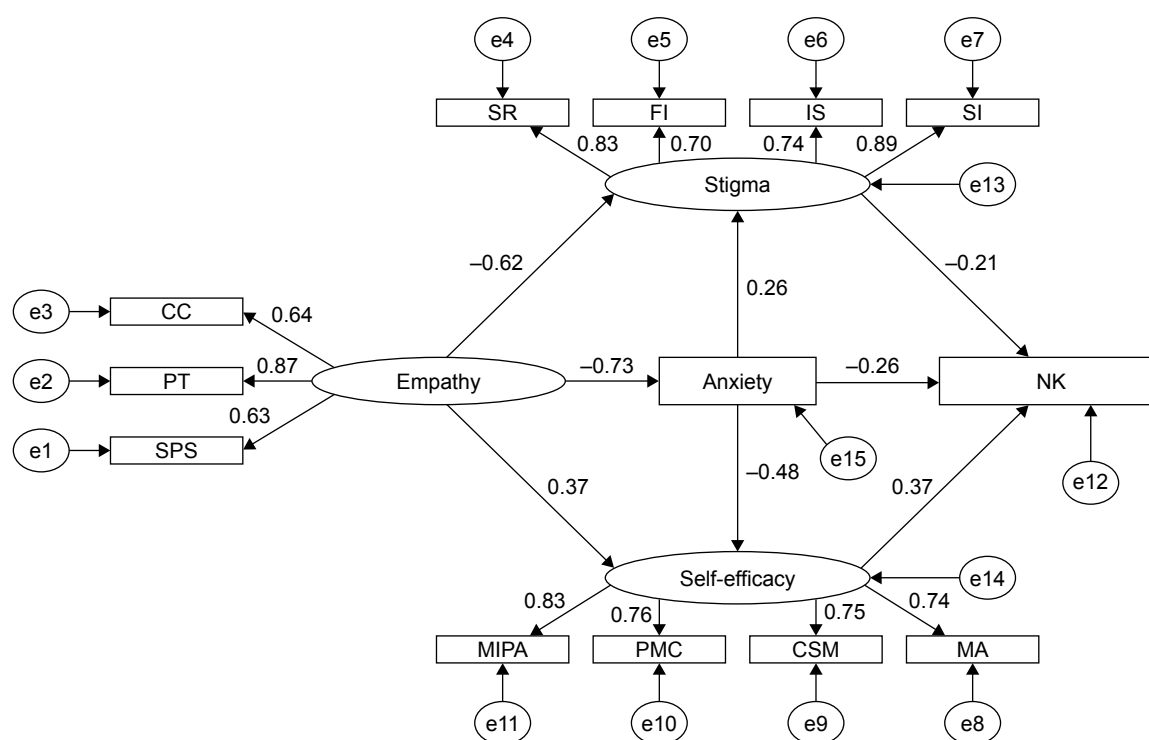 e4
e5
e6
e7
SR
FI
IS
SI
0.83
0.70
0.74
0.89
Stigma
e13
–0.62
–0.21
0.26
e3
CC
0.64
e2
PT
0.87
Empathy
–0.73
Anxiety
–0.26
NK
0.63
e1
SPS
e15
e12
0.37
–0.48
0.37
Self-efficacy
e14
0.83
0.76
0.75
0.74
MIPA
PMC
CSM
MA
e11
e10
e9
e8